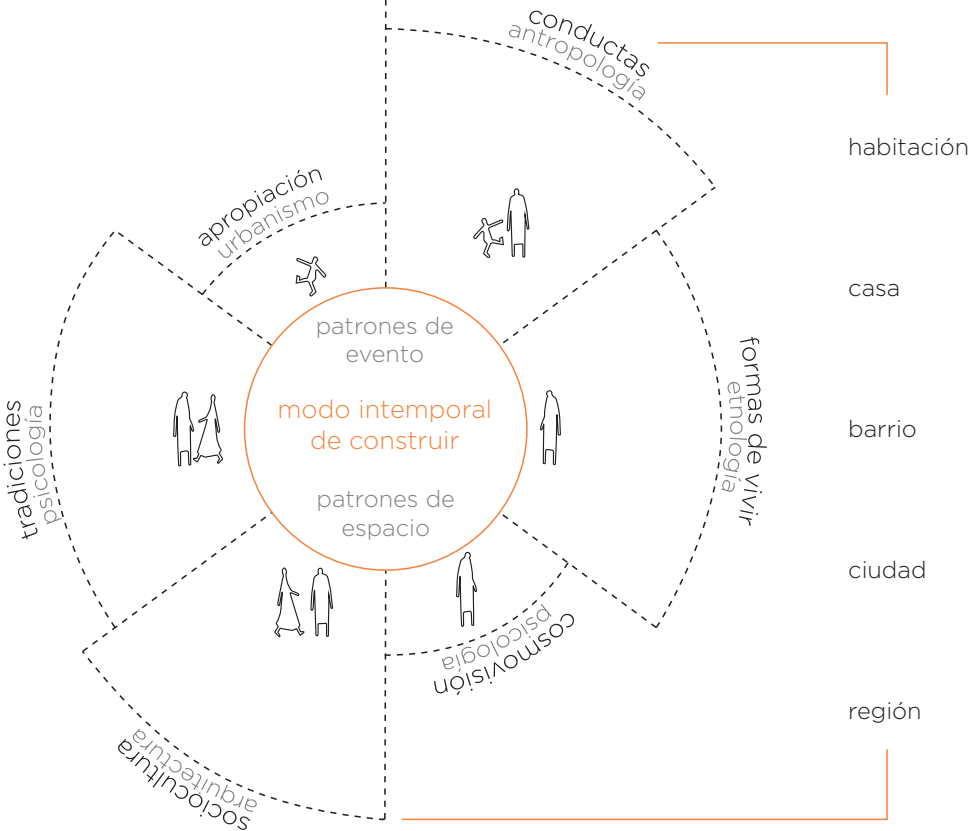 conductas
antropología
habitación
apropiación
urbanismo
casa
patrones de
evento
formas de vivir
etnología
modo intemporal
de construir
barrio
tradiciones
psicología
patrones de
espacio
ciudad
cosmovisión
psicología
región
sociocultura
arquitectura